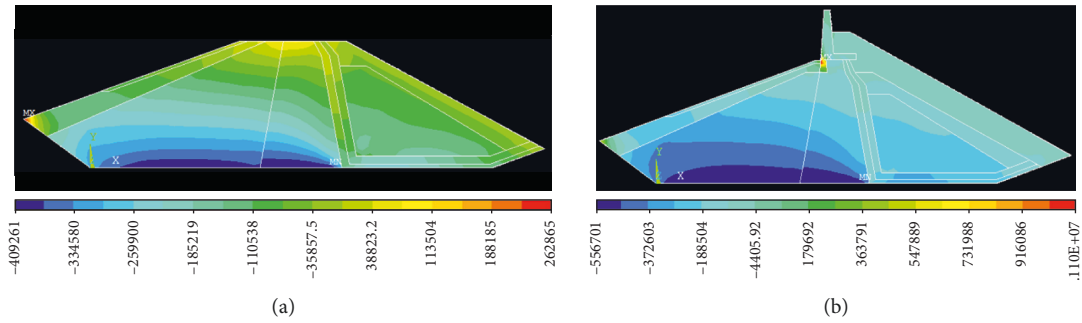 MX
Y
X
MN
−409261
−334580
−259900
−185219
−110538
−35857.5
38823.2
113504
188185
262865
(a)
MX
Y
X
MN
−556701
−372603
−188504
−4405.92
179692
363791
547889
731988
916086
.110E+07
(b)